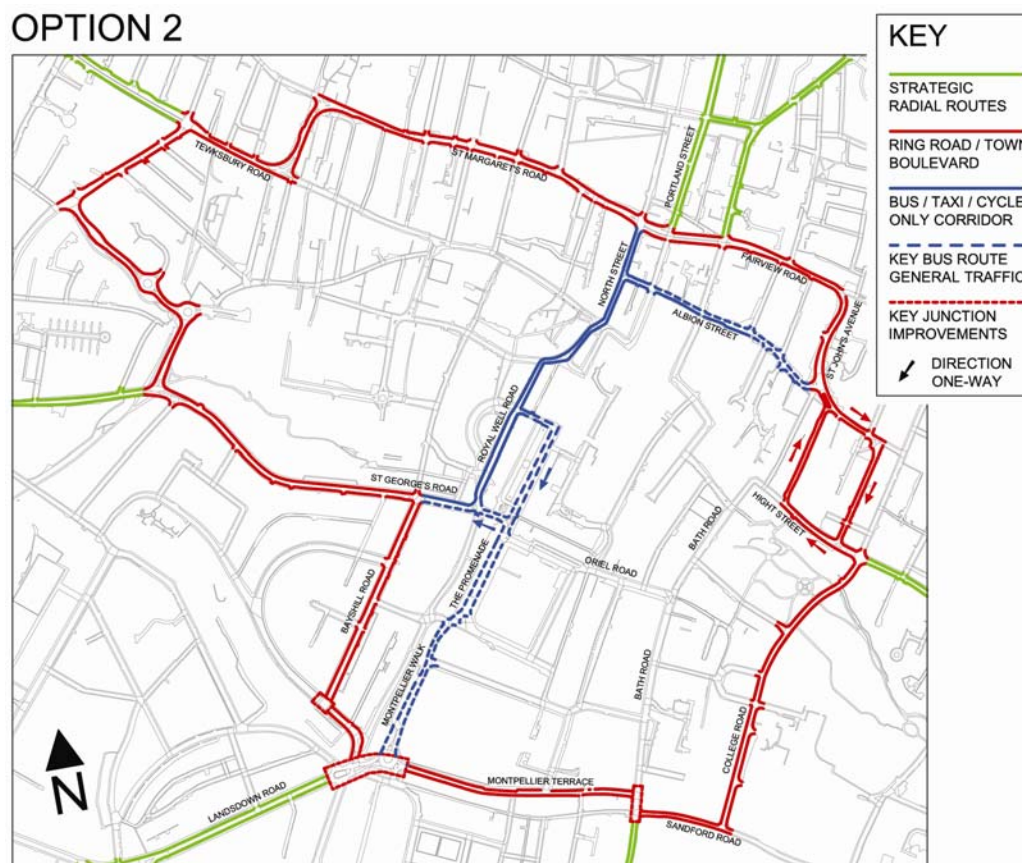 OPTION 2
KEY
STRATEGIC
RADIAL ROUTES
RING ROAD / TOWN
BOULEVARD
BUS / TAXI / CYCLE
ONLY CORRIDOR
KEY BUS ROUTE
GENERAL TRAFFIC
KEY JUNCTION
IMPROVEMENTS
DIRECTION
ONE-WAY
TEWKSBURY ROAD
ST MARGARET'S ROAD
PORTLAND STREET
NORTH STREET
FAIRVIEW ROAD
ALBION STREET
ST JOHN'S AVENUE
ROYAL WELL ROAD
ST GEORGE'S ROAD
HIGHT STREET
BATH ROAD
ORIEL ROAD
THE PROMENADE
BAYSHILL ROAD
MONTPELLIER WALK
BATH ROAD
COLLEGE ROAD
MONTPELLIER TERRACE
LANDSDOWN ROAD
SANDFORD ROAD
N